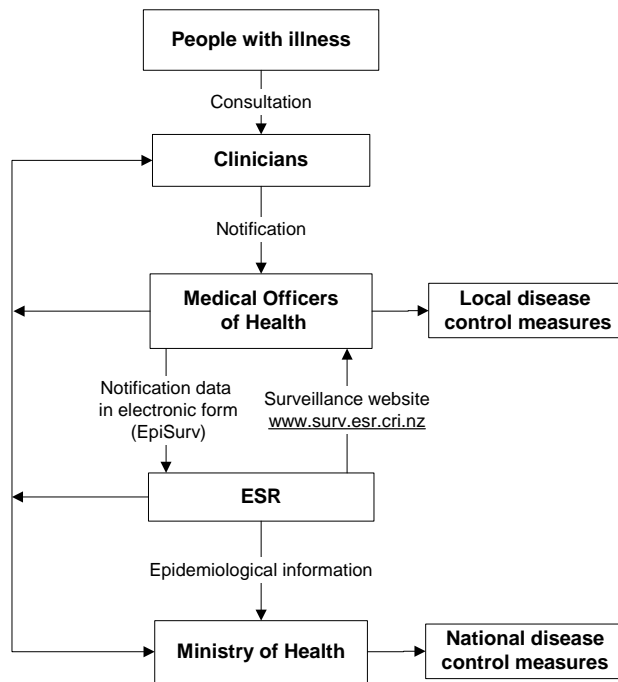 People with illness
Consultation
Clinicians
Notification
Medical Officers
of Health
Local disease
control measures
Notification data
in electronic form
(EpiSurv)
Surveillance website
www.surv.esr.cri.nz
ESR
Epidemiological information
Ministry of Health
National disease
control measures